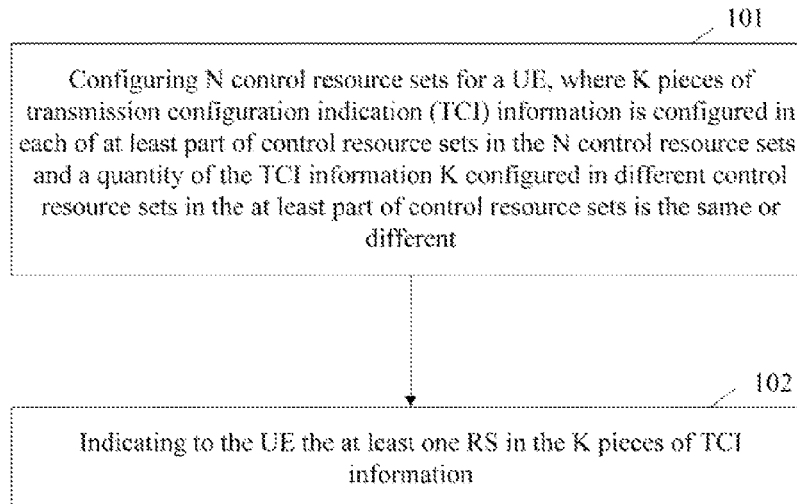 101
Configuring N control resource sets for a UE, where K pieces of
transmission configuration indication (TCI) information is configured in
each of at least part of control resource sets in the N control resource sets
and a quantity of the TCI information K configured in different control
resource sets in the at least part of control resource sets is the same or
different
102
Indicating to the UE the at least one RS in the K pieces of TCI
information